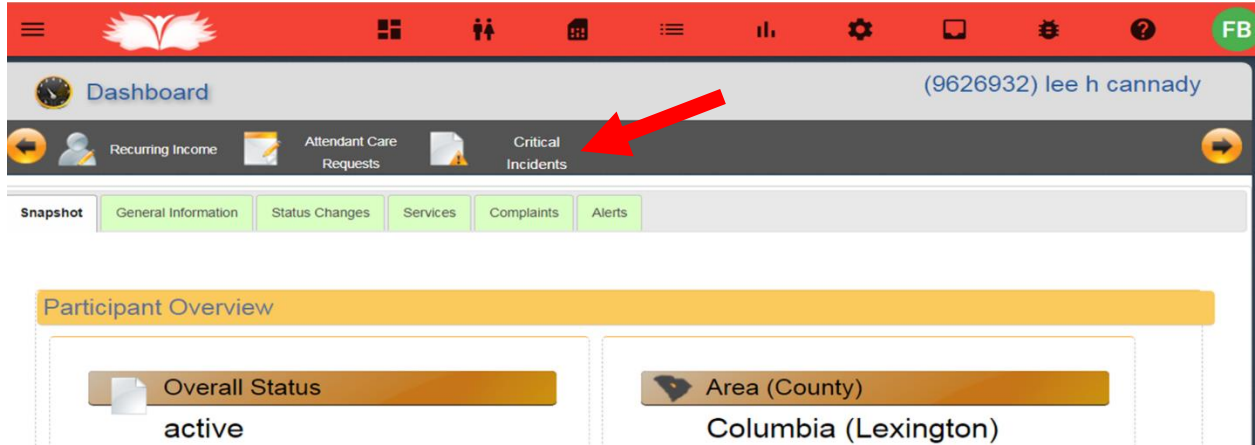 FB
Dashboard
(9626932) lee h cannady
Recurring Income
Attendant Care
Requests
Critical
Incidents
Snapshot
General Information
Status Changes
Services
Complaints
Alerts
Participant Overview
Overall Status
active
Area (County)
Columbia (Lexington)